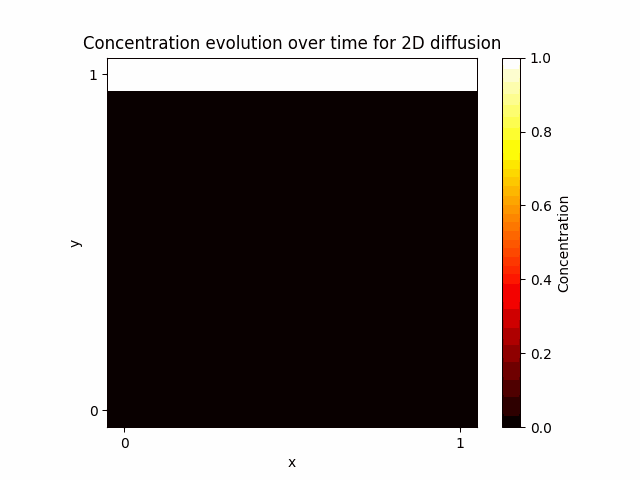 Concentration evolution over time for 2D diffusion
1
0
y
0 1
x
1.0
0.8
0.6
0.4
0.2
0.0
Concentration